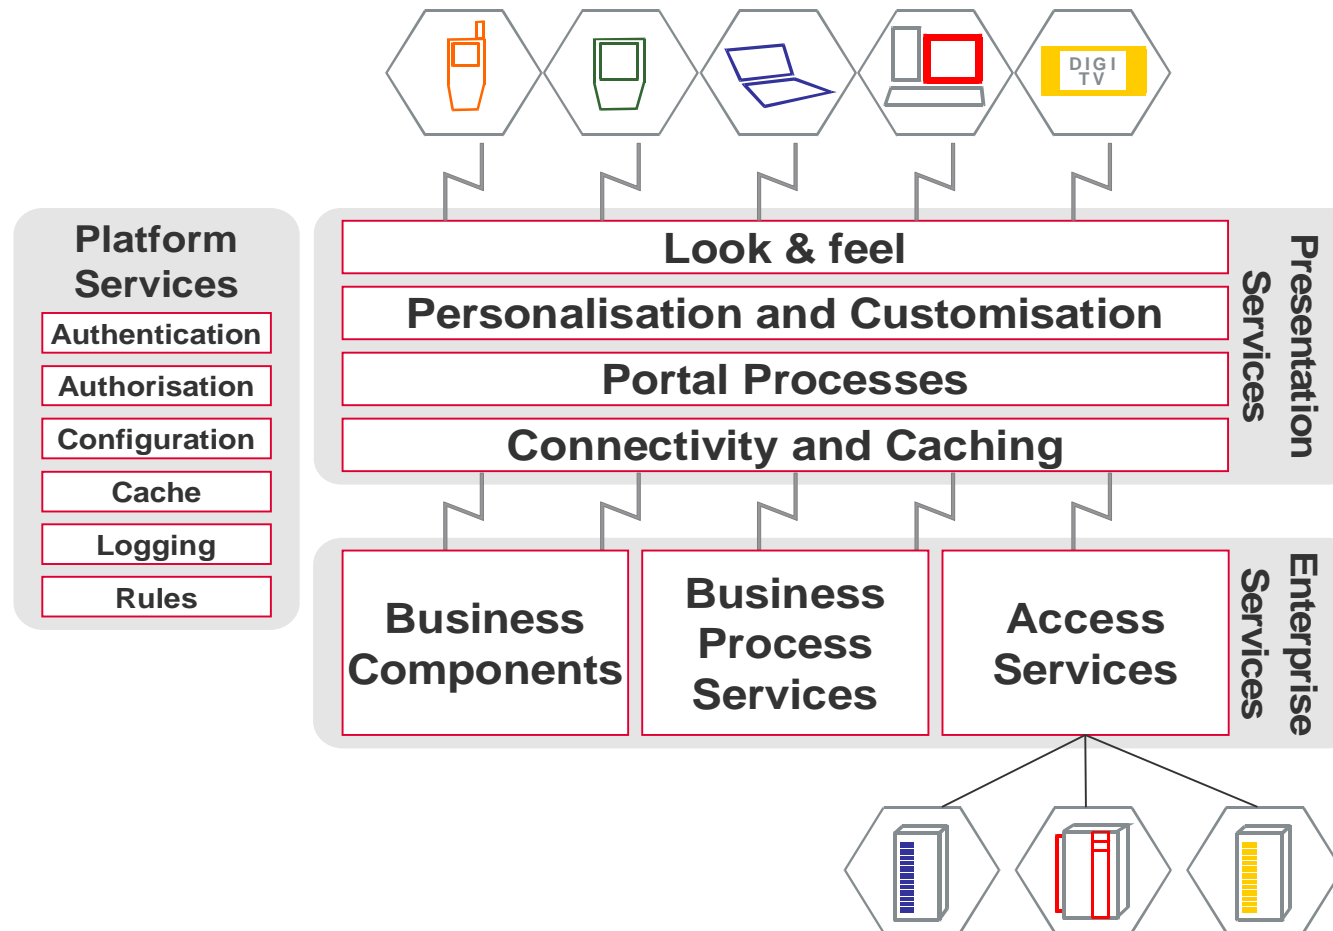 DIGI
TV
Platform
Services
Authentication
Authorisation
Configuration
Cache
Logging
Rules
Look & feel
Personalisation and Customisation
Portal Processes
Connectivity and Caching
Presentation
Services
Business
Components
Business
Process
Services
Access
Services
Enterprise
Services